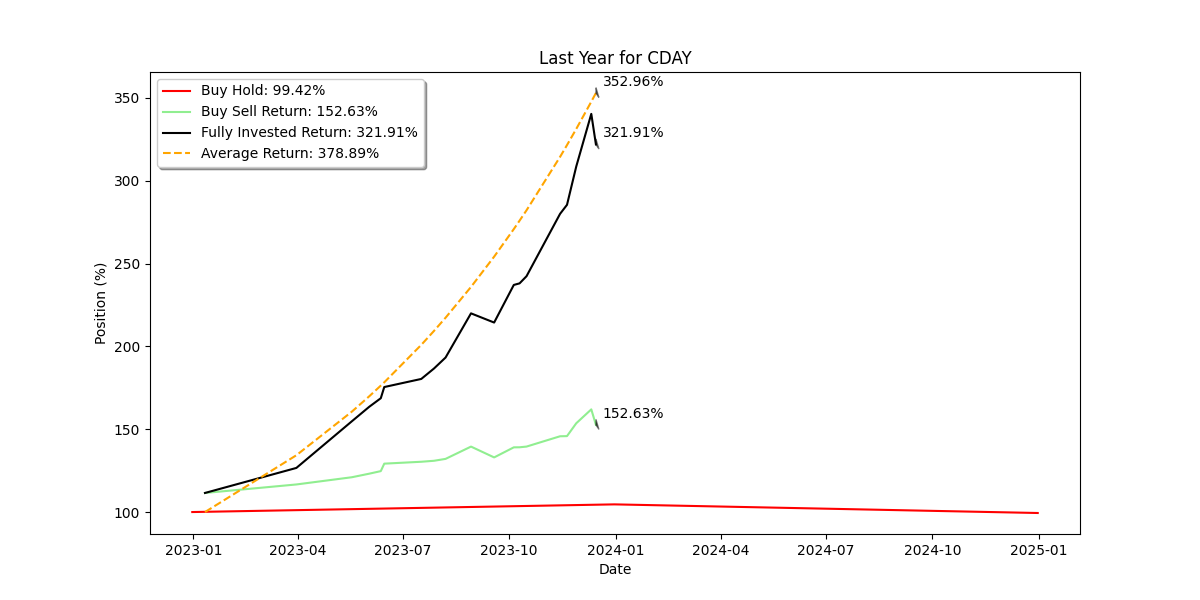 Last Year for CDAY
Buy Hold: 99.42%
Buy Sell Return: 152.63%
Fully Invested Return: 321.91%
Average Return: 378.89%
352.96%
321.91%
152.63%
Position (%)
350
300
250
200
150
100
2023-01
2023-04
2023-07
2023-10
2024-01
2024-04
2024-07
2024-10
2025-01
Date